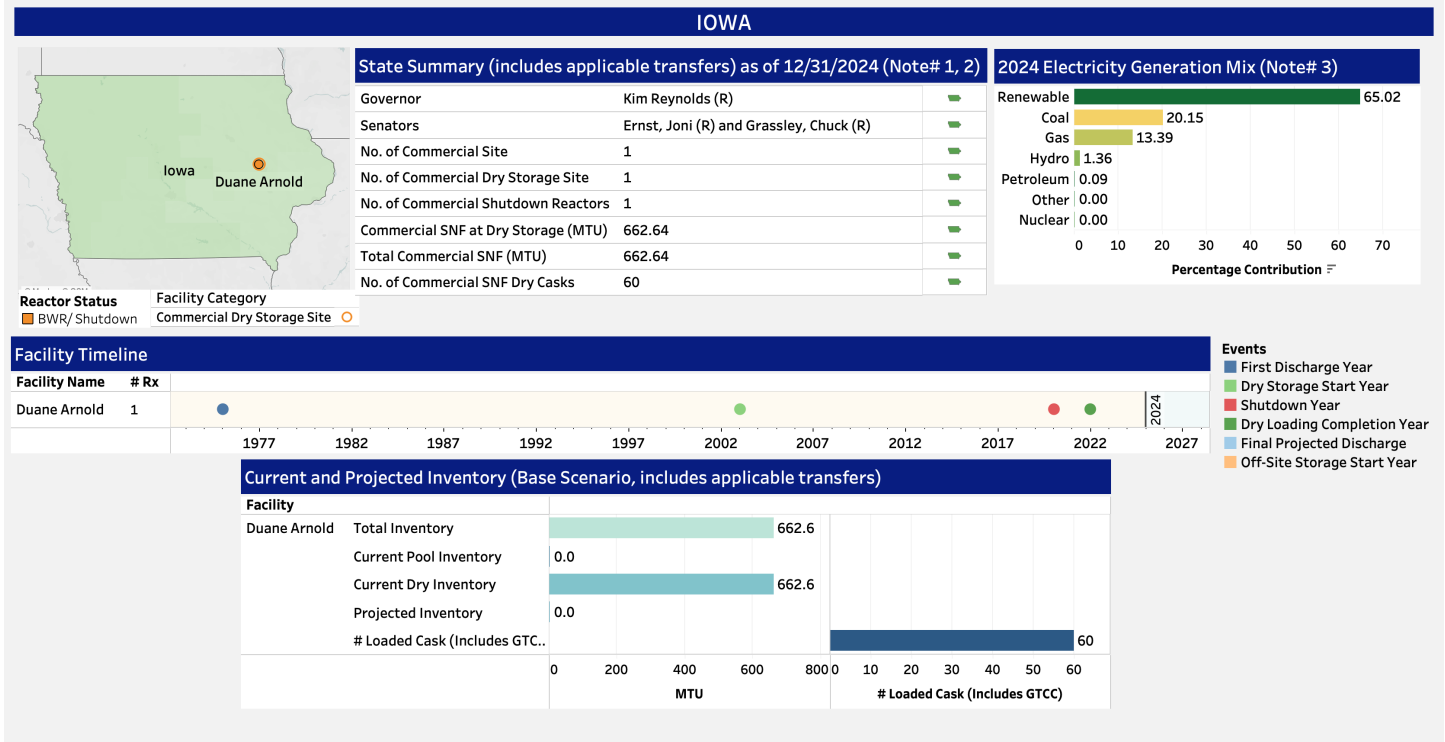 IOWA
Iowa
Duane Arnold
Reactor Status
BWR/ Shutdown
Facility Category
Commercial Dry Storage Site
State Summary (includes applicable transfers) as of 12/31/2024 (Note# 1, 2)
Governor Kim Reynolds (R)
Senators Ernst, Joni (R) and Grassley, Chuck (R)
No. of Commercial Site 1
No. of Commercial Dry Storage Site 1
No. of Commercial Shutdown Reactors 1
Commercial SNF at Dry Storage (MTU) 662.64
Total Commercial SNF (MTU) 662.64
No. of Commercial SNF Dry Casks 60
2024 Electricity Generation Mix (Note# 3)
Renewable 65.02
Coal 20.15
Gas 13.39
Hydro 1.36
Petroleum 0.09
Other 0.00
Nuclear 0.00
0 10 20 30 40 50 60 70
Percentage Contribution
Facility Timeline
Facility Name # Rx
Duane Arnold 1
2024
1977 1982 1987 1992 1997 2002 2007 2012 2017 2022 2027
Events
First Discharge Year
Dry Storage Start Year
Shutdown Year
Dry Loading Completion Year
Final Projected Discharge
Off-Site Storage Start Year
Current and Projected Inventory (Base Scenario, includes applicable transfers)
Facility
Duane Arnold Total Inventory 662.6
Current Pool Inventory 0.0
Current Dry Inventory 662.6
Projected Inventory 0.0
# Loaded Cask (Includes GTC.. 60
0 200 400 600 800 0 10 20 30 40 50 60
MTU # Loaded Cask (Includes GTCC)